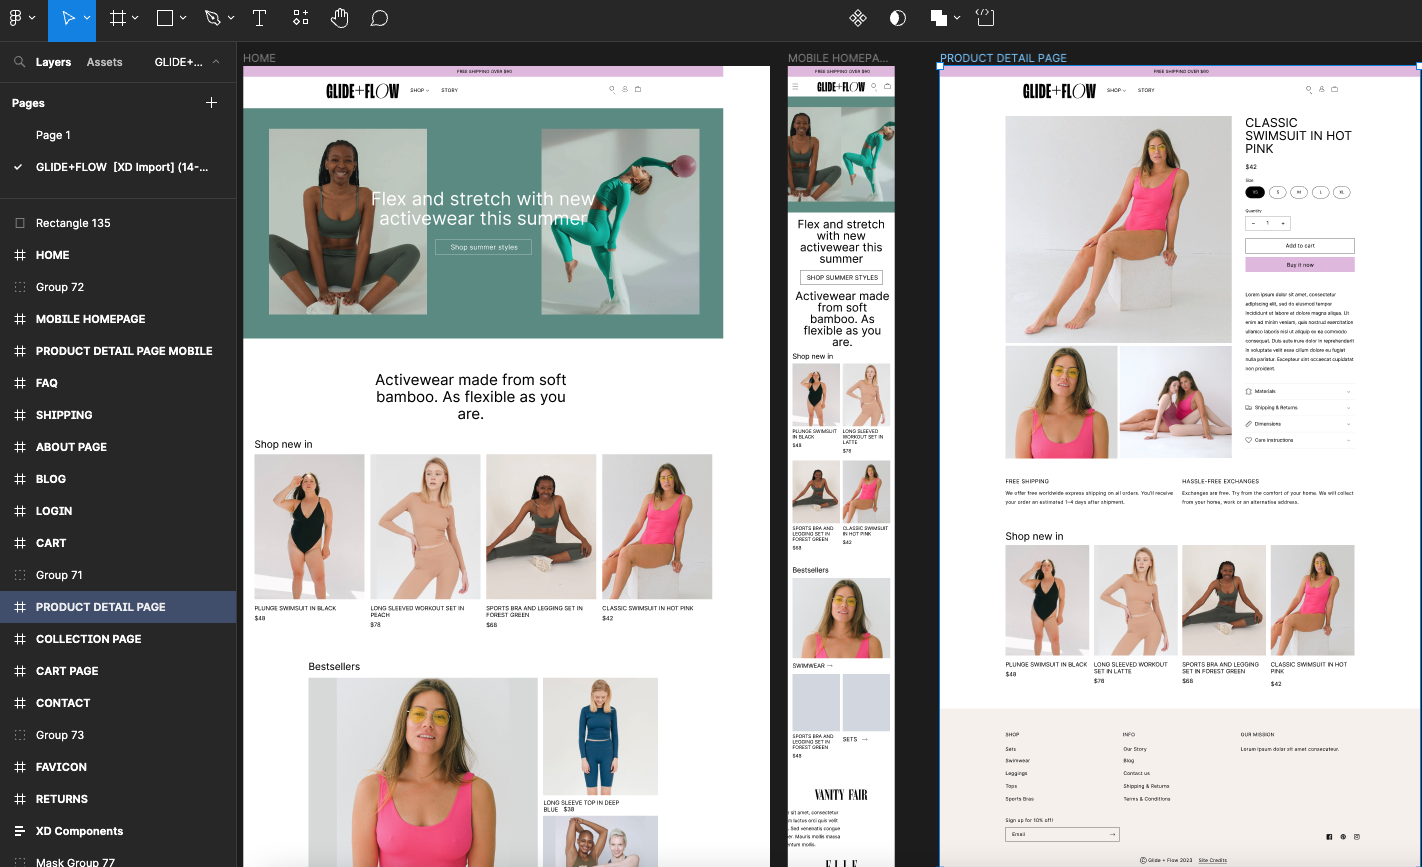 Layers
Assets
GLIDE+...
Pages
Page 1
GLIDE+FLOW [XD Import] (14-...
Rectangle 135
HOME
Group 72
MOBILE HOMEPAGE
PRODUCT DETAIL PAGE MOBILE
FAQ
SHIPPING
ABOUT PAGE
BLOG
LOGIN
CART
Group 71
PRODUCT DETAIL PAGE
COLLECTION PAGE
CART PAGE
CONTACT
Group 73
FAVICON
RETURNS
XD Components
Mask Group 77
HOME
FREE SHIPPING OVER $90
GLIDE+FLOW
SHOP
STORY
Flex and stretch with new
activewear this summer
Shop summer styles
Activewear made from soft
bamboo. As flexible as you
are.
Shop new in
PLUNGE SWIMSUIT IN BLACK
$48
LONG SLEEVED WORKOUT SET IN
PEACH
$78
SPORTS BRA AND LEGGING SET IN
FOREST GREEN
$68
CLASSIC SWIMSUIT IN HOT PINK
$42
Bestsellers
LONG SLEEVE TOP IN DEEP
BLUE $38
MOBILE HOMEPA...
FREE SHIPPING OVER $90
GLIDE+FLOW
Flex and stretch
with new
activewear this
summer
SHOP SUMMER STYLES
Activewear made
from soft
bamboo. As
flexible as you
are.
Shop new in
PLUNGE SWIMSUIT
IN BLACK
$48
LONG SLEEVED
WORKOUT SET IN
LATTE
$78
SPORTS BRA AND
LEGGING SET IN
FOREST GREEN
$68
CLASSIC SWIMSUIT
IN HOT PINK
$42
Bestsellers
SWIMWEAR →
SPORTS BRA AND
LEGGING SET IN
FOREST GREEN
$48
SETS →
VANITY FAIR
sit amet, consectetur
luctus orci quis velit
. Sed venenatis congue
er. Mauris mollis massa
entum mollis.
ELLE
PRODUCT DETAIL PAGE
FREE SHIPPING OVER $90
GLIDE+FLOW
SHOP
STORY
CLASSIC
SWIMSUIT IN HOT
PINK
$42
Size
XS
S
M
L
XL
Quantity
− 1 +
Add to cart
Buy it now
Lorem ipsum dolor sit amet, consectetur
adipiscing elit, sed do eiusmod tempor
incididunt ut labore et dolore magna aliqua. Ut
enim ad minim veniam, quis nostrud exercitation
ullamco laboris nisi ut aliquip ex ea commodo
consequat. Duis aute irure dolor in reprehenderit
in voluptate velit esse cillum dolore eu fugiat
nulla pariatur. Excepteur sint occaecat cupidatat
non proident.
Materials
Shipping & Returns
Dimensions
Care Instructions
FREE SHIPPING
We offer free worldwide express shipping on all orders. You'll receive
your order an estimated 1–4 days after shipment.
HASSLE-FREE EXCHANGES
Exchanges are free. Try from the comfort of your home. We will collect
from your home, work or an alternative address.
Shop new in
PLUNGE SWIMSUIT IN BLACK
$48
LONG SLEEVED WORKOUT
SET IN LATTE
$78
SPORTS BRA AND LEGGING
SET IN FOREST GREEN
$68
CLASSIC SWIMSUIT IN HOT
PINK
$42
SHOP
Sets
Swimwear
Leggings
Tops
Sports Bras
INFO
Our Story
Blog
Contact us
Shipping & Returns
Terms & Conditions
OUR MISSION
Lorem ipsum dolor sit amet consectetur.
Sign up for 10% off!
Email →
© Glide + Flow 2023 Site Credits